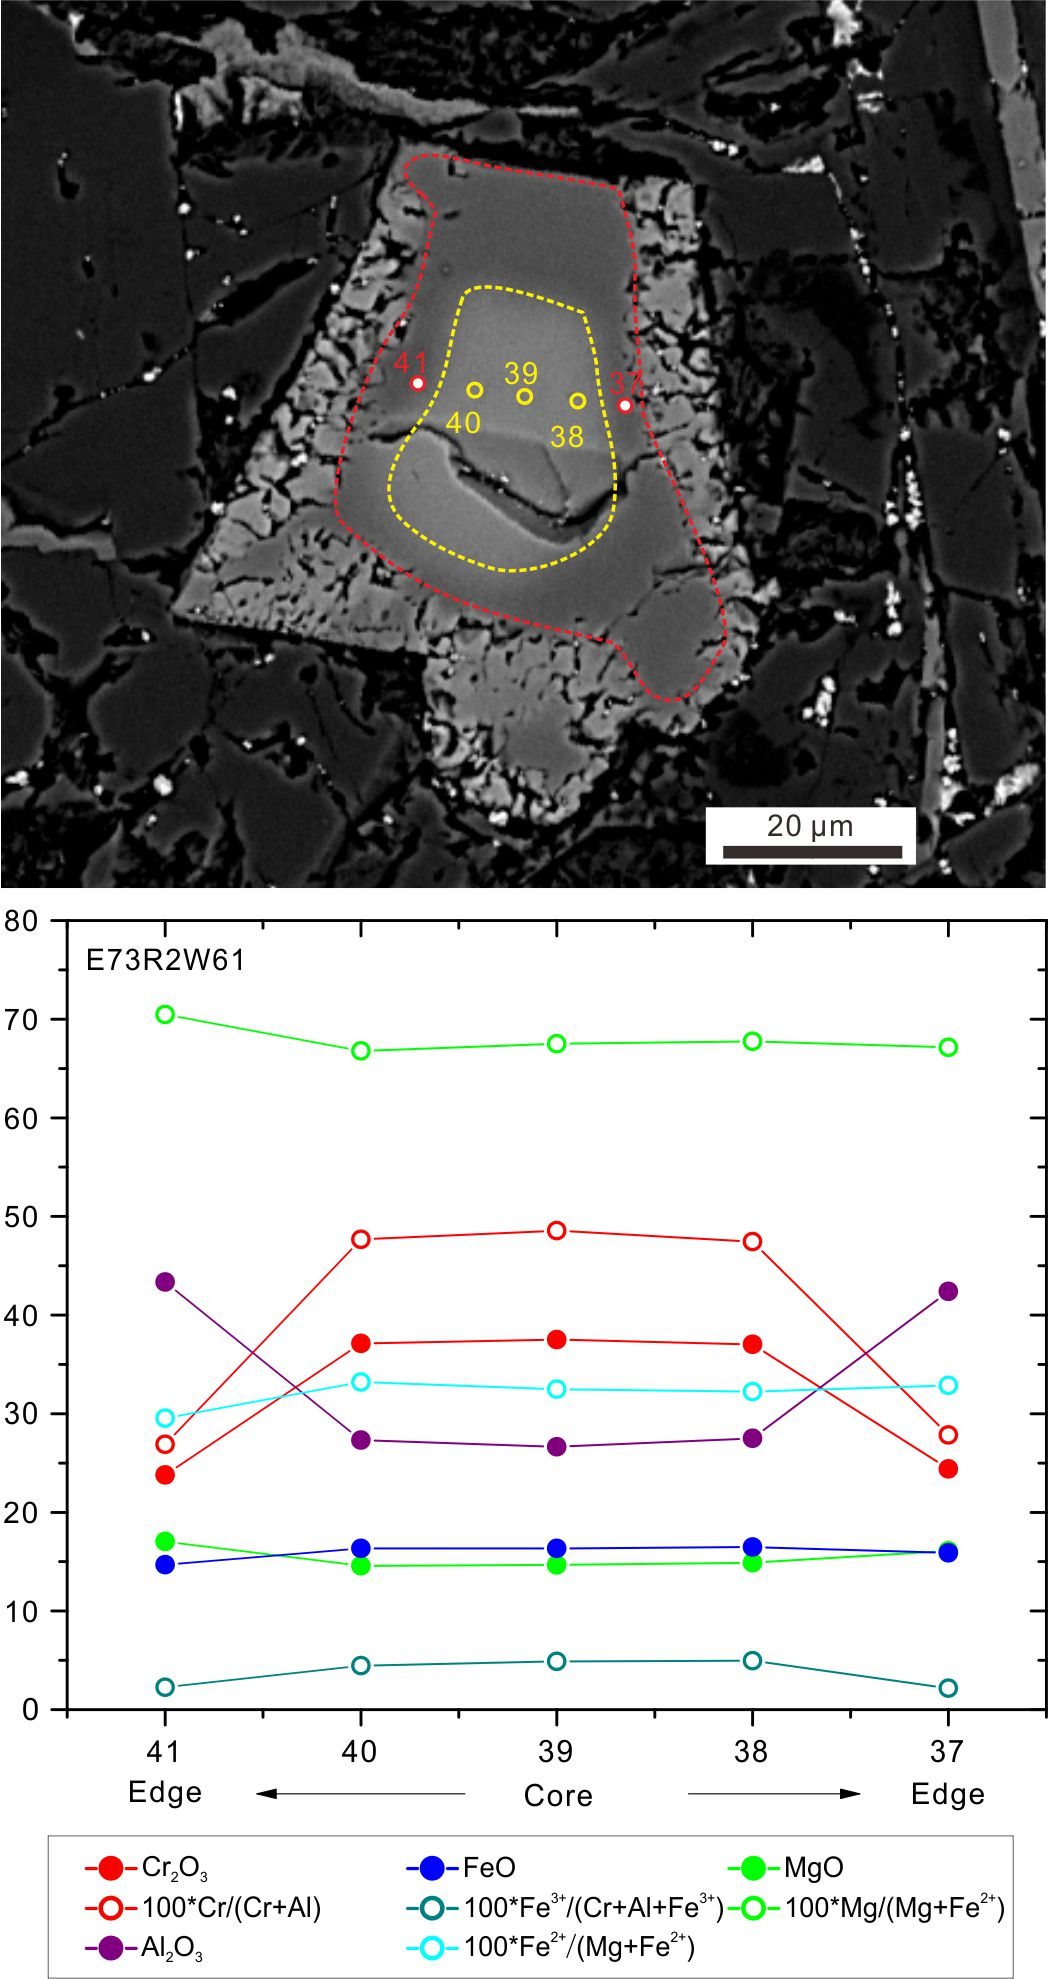 41
39
37
40
38
20 µm
80
E73R2W61
70
60
50
40
30
20
10
0
41 40 39 38 37
Edge Core Edge
Cr₂O₃ FeO MgO
100*Cr/(Cr+Al) 100*Fe³⁺/(Cr+Al+Fe³⁺) 100*Mg/(Mg+Fe²⁺)
Al₂O₃ 100*Fe²⁺/(Mg+Fe²⁺)